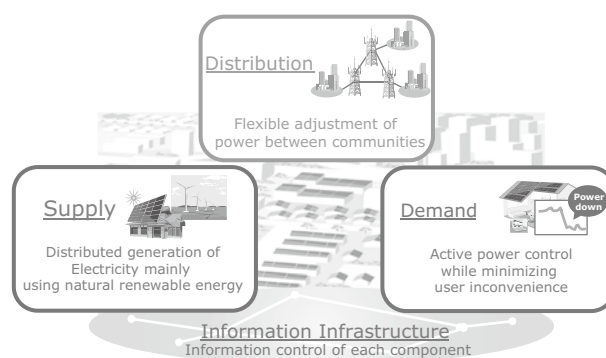 Distribution
Flexible adjustment of
power between communities
Supply
Distributed generation of
Electricity mainly
using natural renewable energy
Demand
Power
down
Active power control
while minimizing
user inconvenience
Information Infrastructure
Information control of each component